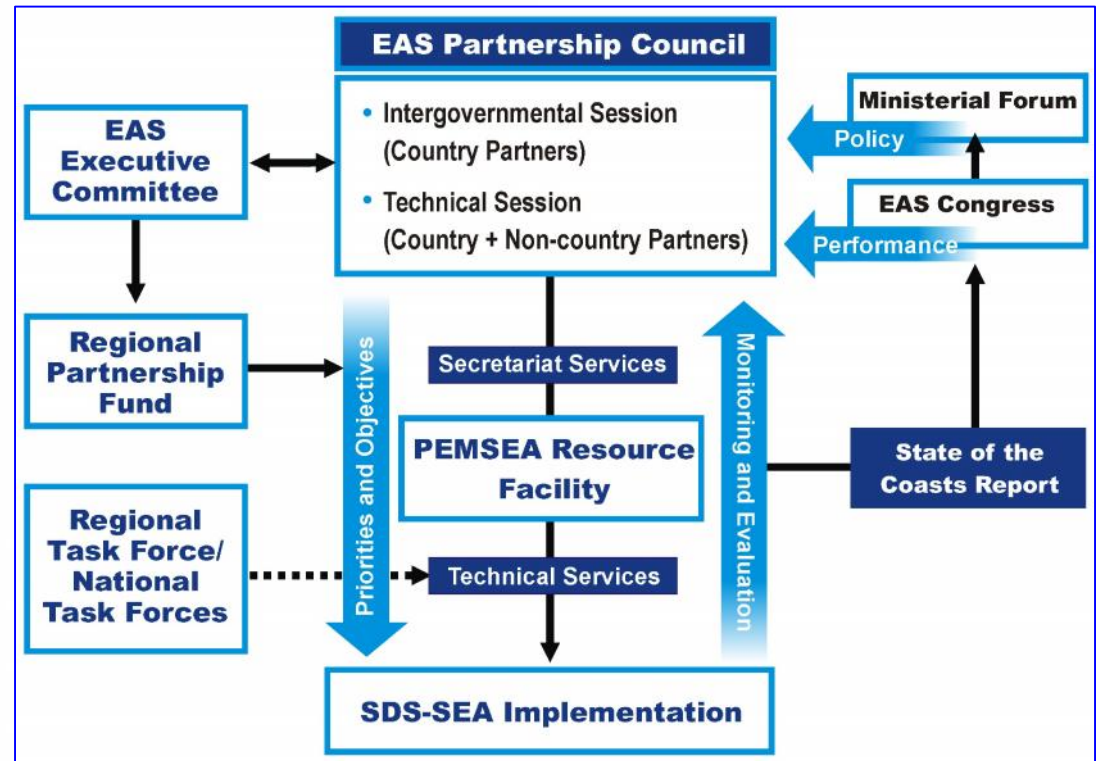 EAS Partnership Council
• Intergovernmental Session
(Country Partners)
• Technical Session
(Country + Non-country Partners)
EAS
Executive
Committee
Ministerial Forum
Policy
EAS Congress
Performance
Regional
Partnership
Fund
Priorities and Objectives
Secretariat Services
Monitoring and Evaluation
PEMSEA Resource
Facility
State of the
Coasts Report
Regional
Task Force/
National
Task Forces
Technical Services
SDS-SEA Implementation